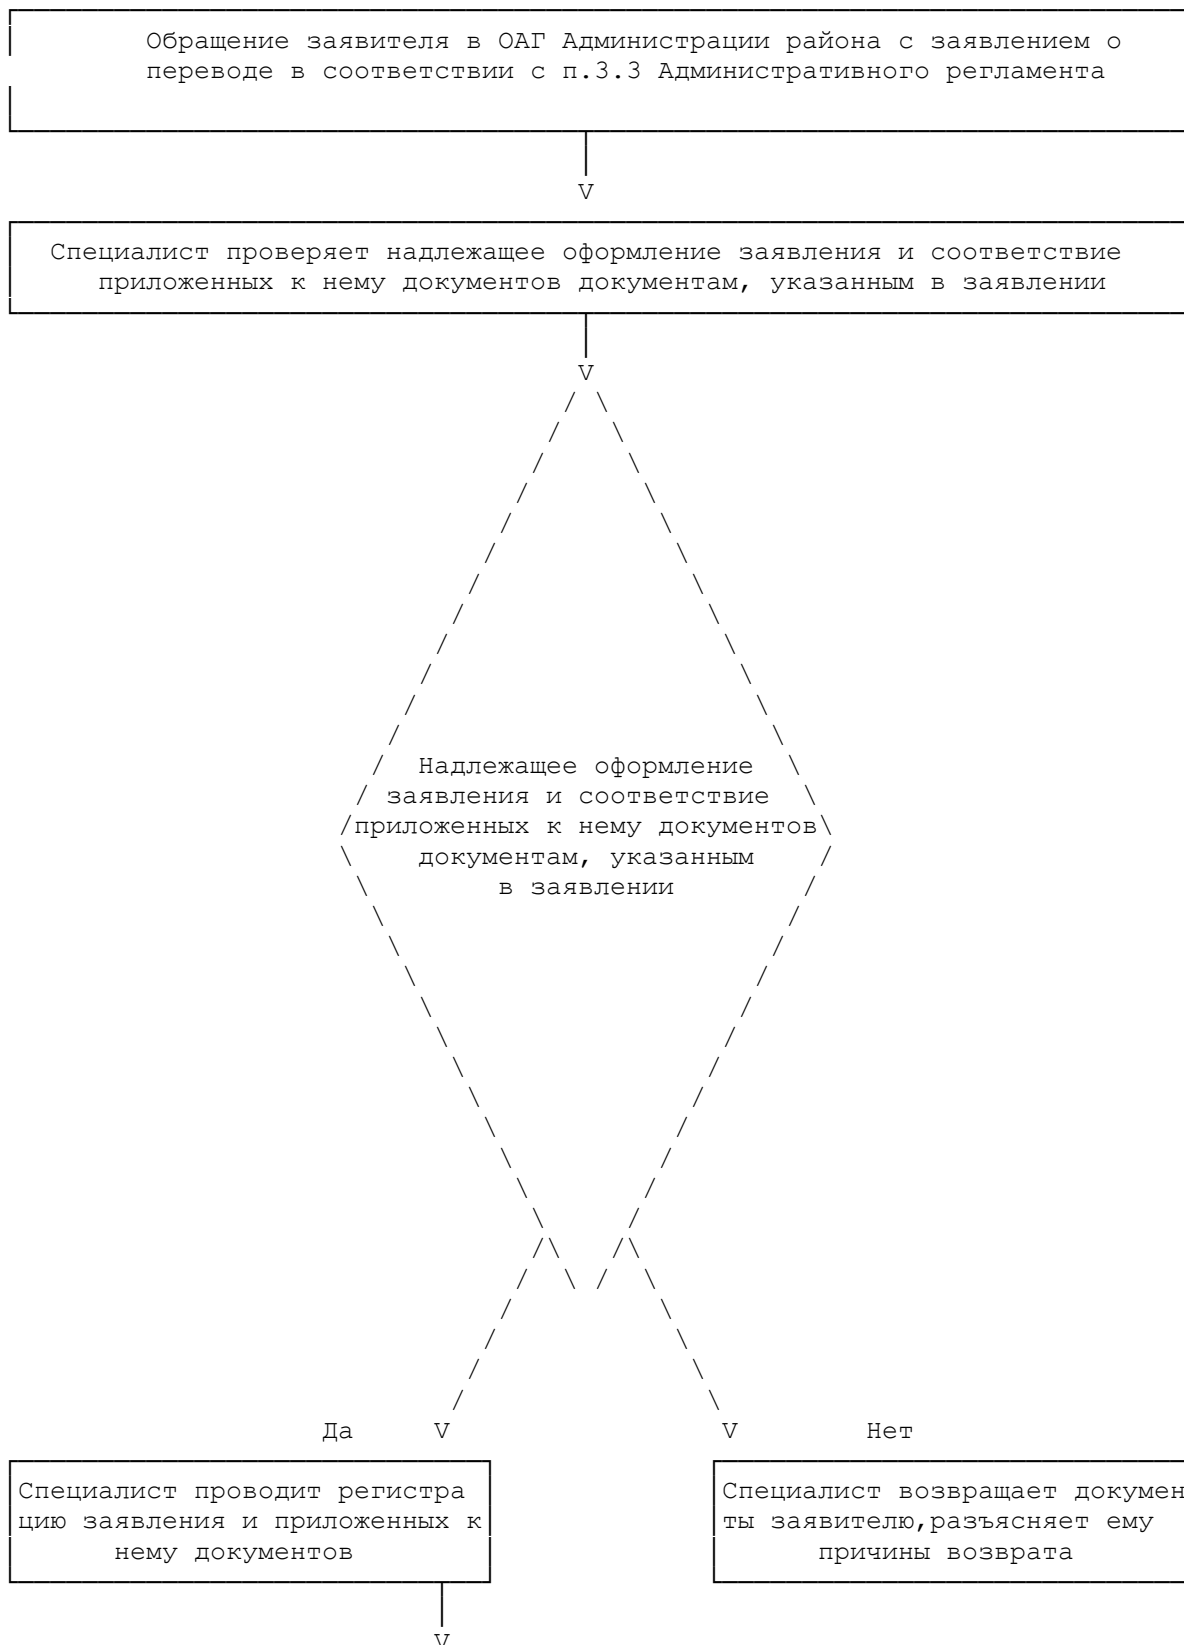 Обращение заявителя в ОАГ Администрации района с заявлением о
переводе в соответствии с п.3.3 Административного регламента
V
Специалист проверяет надлежащее оформление заявления и соответствие
приложенных к нему документов документам, указанным в заявлении
V
Надлежащее оформление
заявления и соответствие
приложенных к нему документов
документам, указанным
в заявлении
Да V V Нет
Специалист проводит регистра
цию заявления и приложенных к
нему документов
Специалист возвращает докумен
ты заявителю,разъясняет ему
причины возврата
V